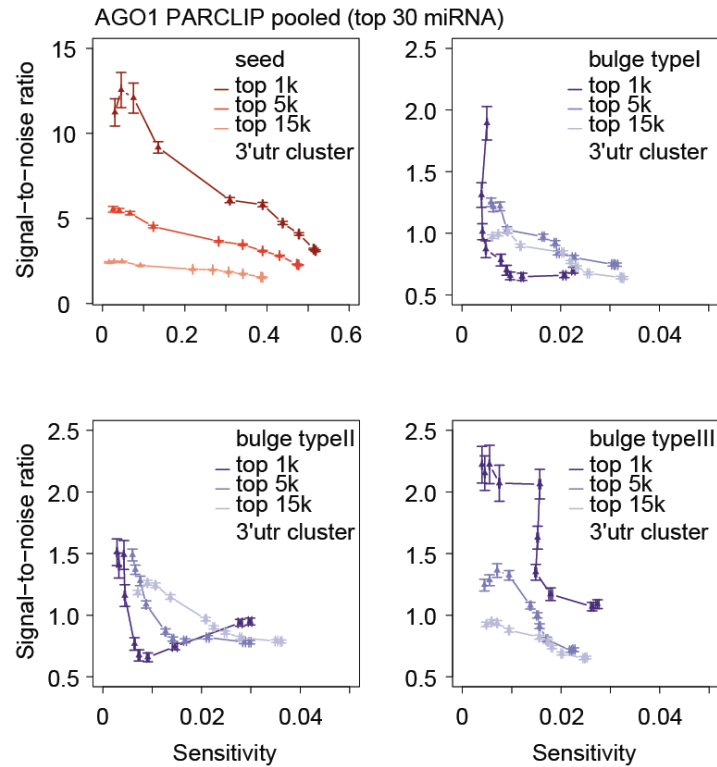 AGO1 PARCLIP pooled (top 30 miRNA)
Signal−to−noise ratio
15
10
5
0
seed
top 1k
top 5k
top 15k
3'utr cluster
0
0.2
0.4
0.6
2.5
2.0
1.5
1.0
0.5
bulge typeI
top 1k
top 5k
top 15k
3'utr cluster
0
0.02
0.04
Signal−to−noise ratio
2.5
2.0
1.5
1.0
0.5
bulge typeII
top 1k
top 5k
top 15k
3'utr cluster
0
0.02
0.04
Sensitivity
2.5
2.0
1.5
1.0
0.5
bulge typeIII
top 1k
top 5k
top 15k
3'utr cluster
0
0.02
0.04
Sensitivity